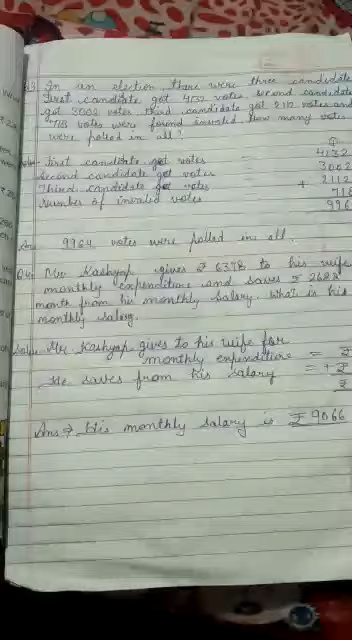 In an election, there were three candidate
First candiate got 4132 votes, second candidate
got 3002 votes, third candidate got 2112 votes and
718 votes were found invalid. How many votes
were polled in all?
First candidate got votes = 4132
Second candidate got votes 3002
Third candidate got votes + 2112
Number of invalid votes 718
9964
Ans 9964 votes were polled in all.
Mr. Kashyap gives ₹ 6378 to his wife
monthly expenditure and saves ₹ 2688
month from his monthly salary. What is his
monthly salary.
Mr. Kashyap gives to his wife for
monthly expenditure = ₹
He saves from his salary = + ₹
₹
Ans → His monthly salary is ₹ 9066